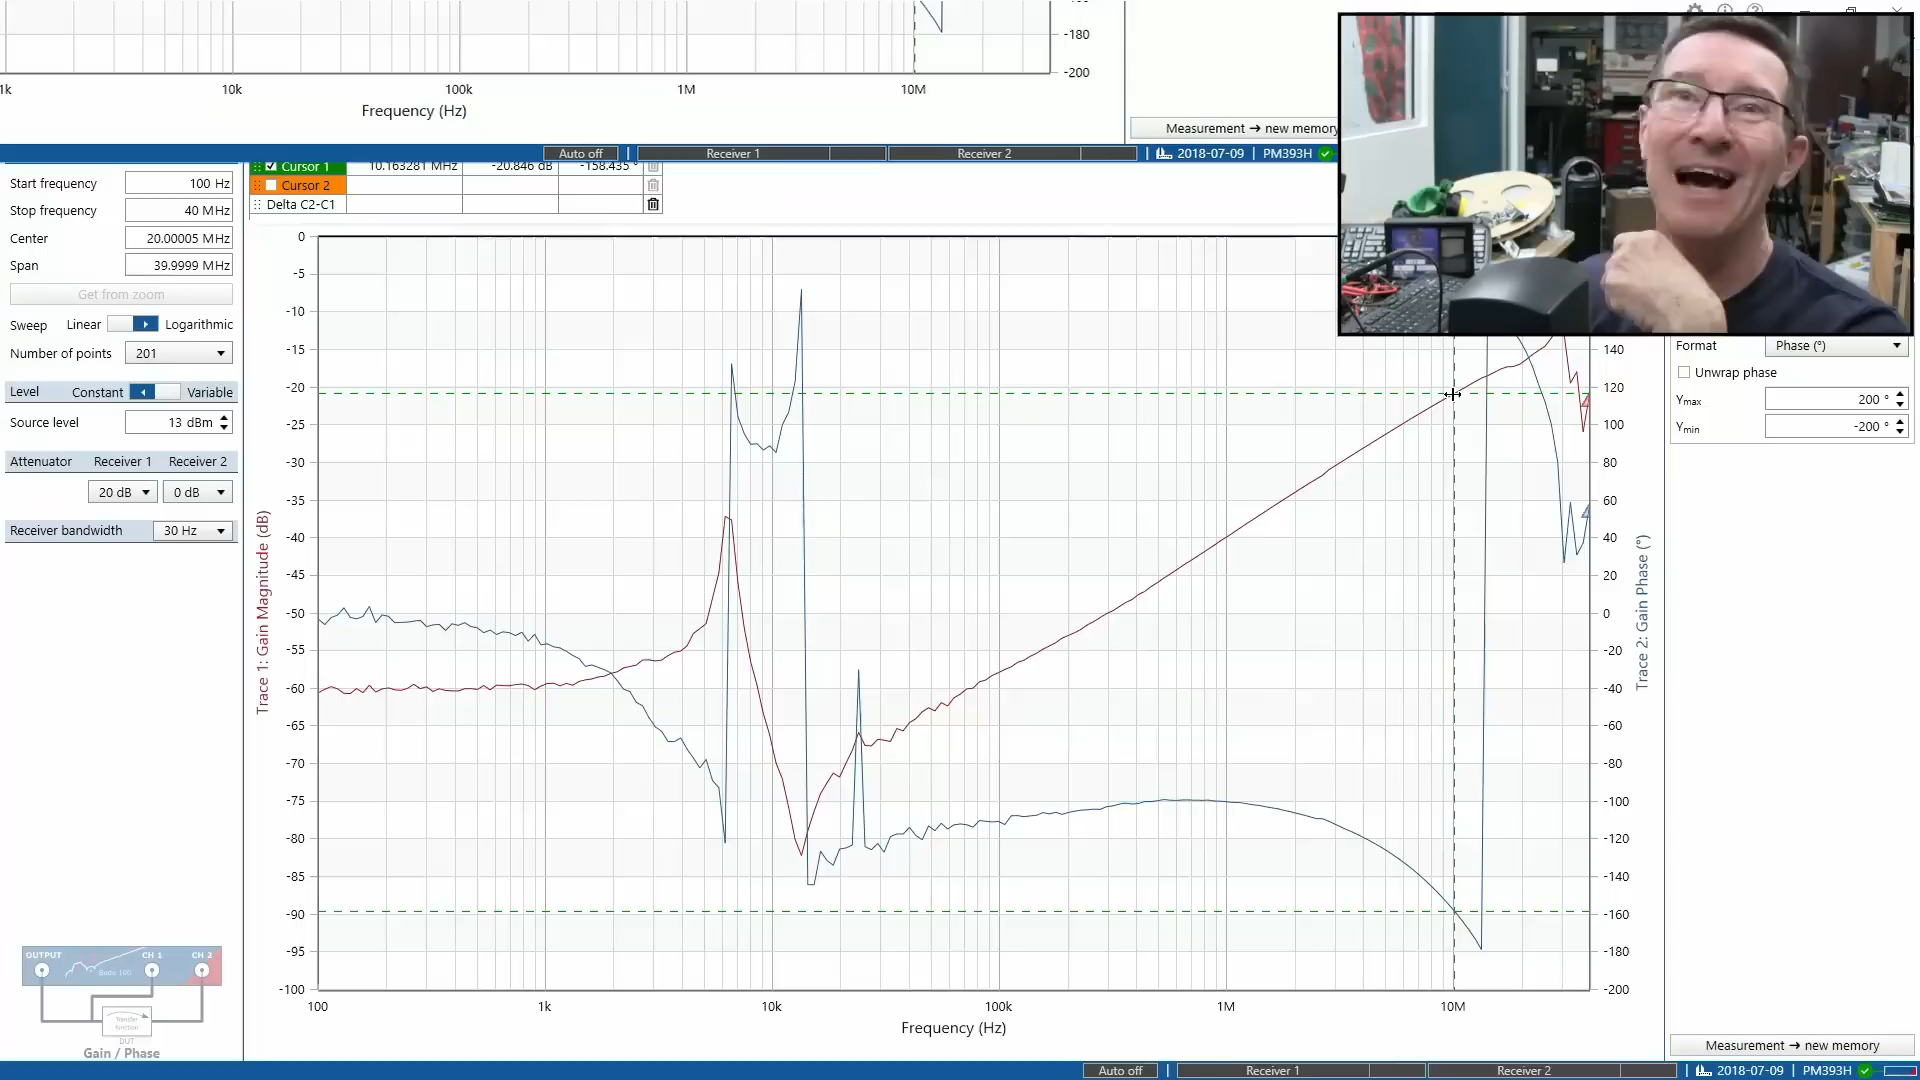 -180
-200
1k 10k 100k 1M 10M
Frequency (Hz)
Measurement → new memory
Auto off Receiver 1 Receiver 2 2018-07-09 PM393H
Cursor 1 10.163281 MHz -20.846 dB -158.435 °
Cursor 2
Delta C2-C1
Start frequency 100 Hz
Stop frequency 40 MHz
Center 20.00005 MHz
Span 39.9999 MHz
Get from zoom
Sweep Linear Logarithmic
Number of points 201
Level Constant Variable
Source level 13 dBm
Attenuator Receiver 1 Receiver 2
20 dB 0 dB
Receiver bandwidth 30 Hz
OUTPUT CH 1 CH 2
Bode 100
Transfer function
DUT
Gain / Phase
Trace 1: Gain Magnitude (dB)
0
-5
-10
-15
-20
-25
-30
-35
-40
-45
-50
-55
-60
-65
-70
-75
-80
-85
-90
-95
-100
100 1k 10k 100k 1M 10M
Frequency (Hz)
140
120
100
80
60
40
20
0
-20
-40
-60
-80
-100
-120
-140
-160
-180
-200
Trace 2: Gain Phase (°)
Format Phase (°)
Unwrap phase
Ymax 200 °
Ymin -200 °
Measurement → new memory
Auto off Receiver 1 Receiver 2 2018-07-09 PM393H